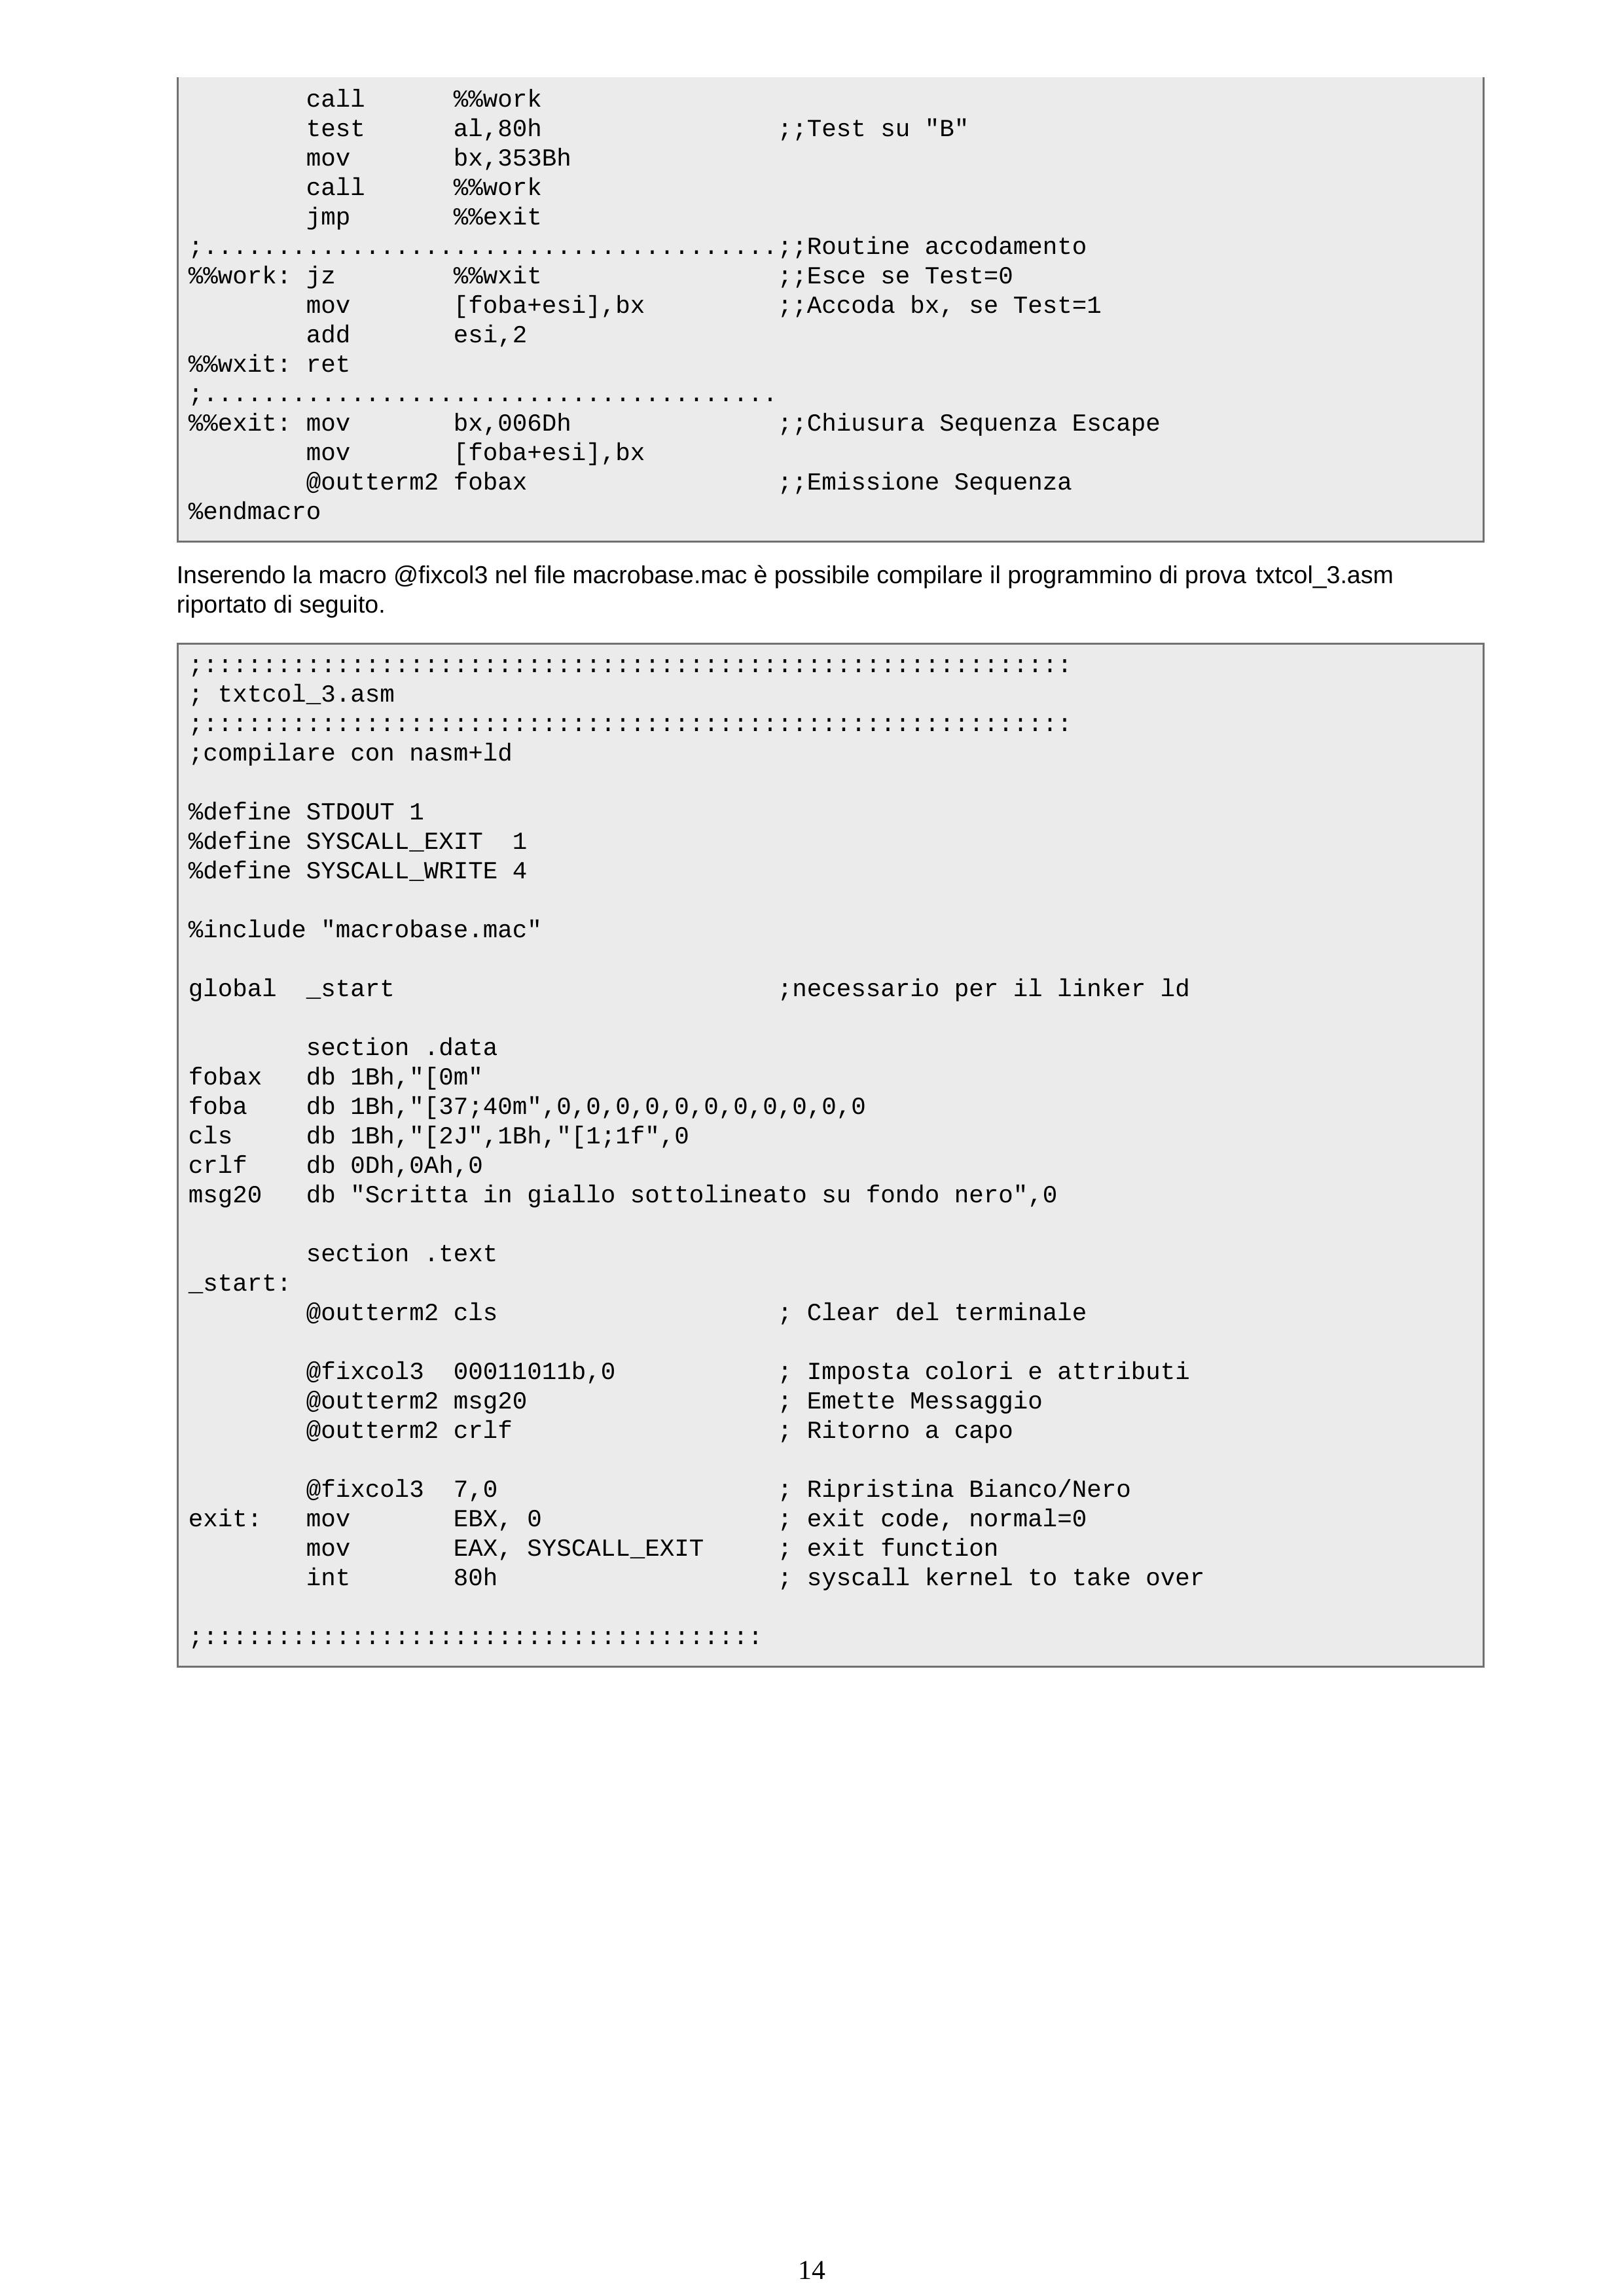 call      %%work
        test      al,80h                ;;Test su "B"
        mov       bx,353Bh
        call      %%work
        jmp       %%exit
;.......................................;;Routine accodamento
%%work: jz        %%wxit                ;;Esce se Test=0
        mov       [foba+esi],bx         ;;Accoda bx, se Test=1
        add       esi,2
%%wxit: ret
;.......................................
%%exit: mov       bx,006Dh              ;;Chiusura Sequenza Escape
        mov       [foba+esi],bx
        @outterm2 fobax                 ;;Emissione Sequenza
%endmacro
Inserendo la macro @fixcol3 nel file macrobase.mac è possibile compilare il programmino di prova txtcol_3.asm
riportato di seguito.
;:::::::::::::::::::::::::::::::::::::::::::::::::::::::::::
; txtcol_3.asm
;:::::::::::::::::::::::::::::::::::::::::::::::::::::::::::
;compilare con nasm+ld
%define STDOUT 1
%define SYSCALL_EXIT  1
%define SYSCALL_WRITE 4
%include "macrobase.mac"
global  _start                          ;necessario per il linker ld
        section .data
fobax   db 1Bh,"[0m"
foba    db 1Bh,"[37;40m",0,0,0,0,0,0,0,0,0,0,0
cls     db 1Bh,"[2J",1Bh,"[1;1f",0
crlf    db 0Dh,0Ah,0
msg20   db "Scritta in giallo sottolineato su fondo nero",0
        section .text
_start:
        @outterm2 cls                   ; Clear del terminale
        @fixcol3  00011011b,0           ; Imposta colori e attributi
        @outterm2 msg20                 ; Emette Messaggio
        @outterm2 crlf                  ; Ritorno a capo
        @fixcol3  7,0                   ; Ripristina Bianco/Nero
exit:   mov       EBX, 0                ; exit code, normal=0
        mov       EAX, SYSCALL_EXIT     ; exit function
        int       80h                   ; syscall kernel to take over
;::::::::::::::::::::::::::::::::::::::
14